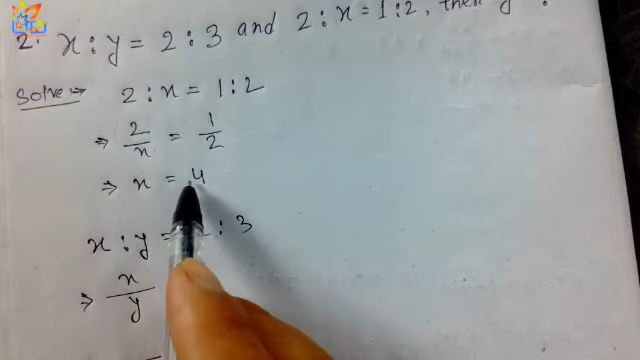 2. x : y = 2 : 3 and 2 : x = 1 : 2, then y
Solve ⇒ 2 : x = 1 : 2
⇒ 2/x = 1/2
⇒ x = 4
x : y = : 3
⇒ x/y